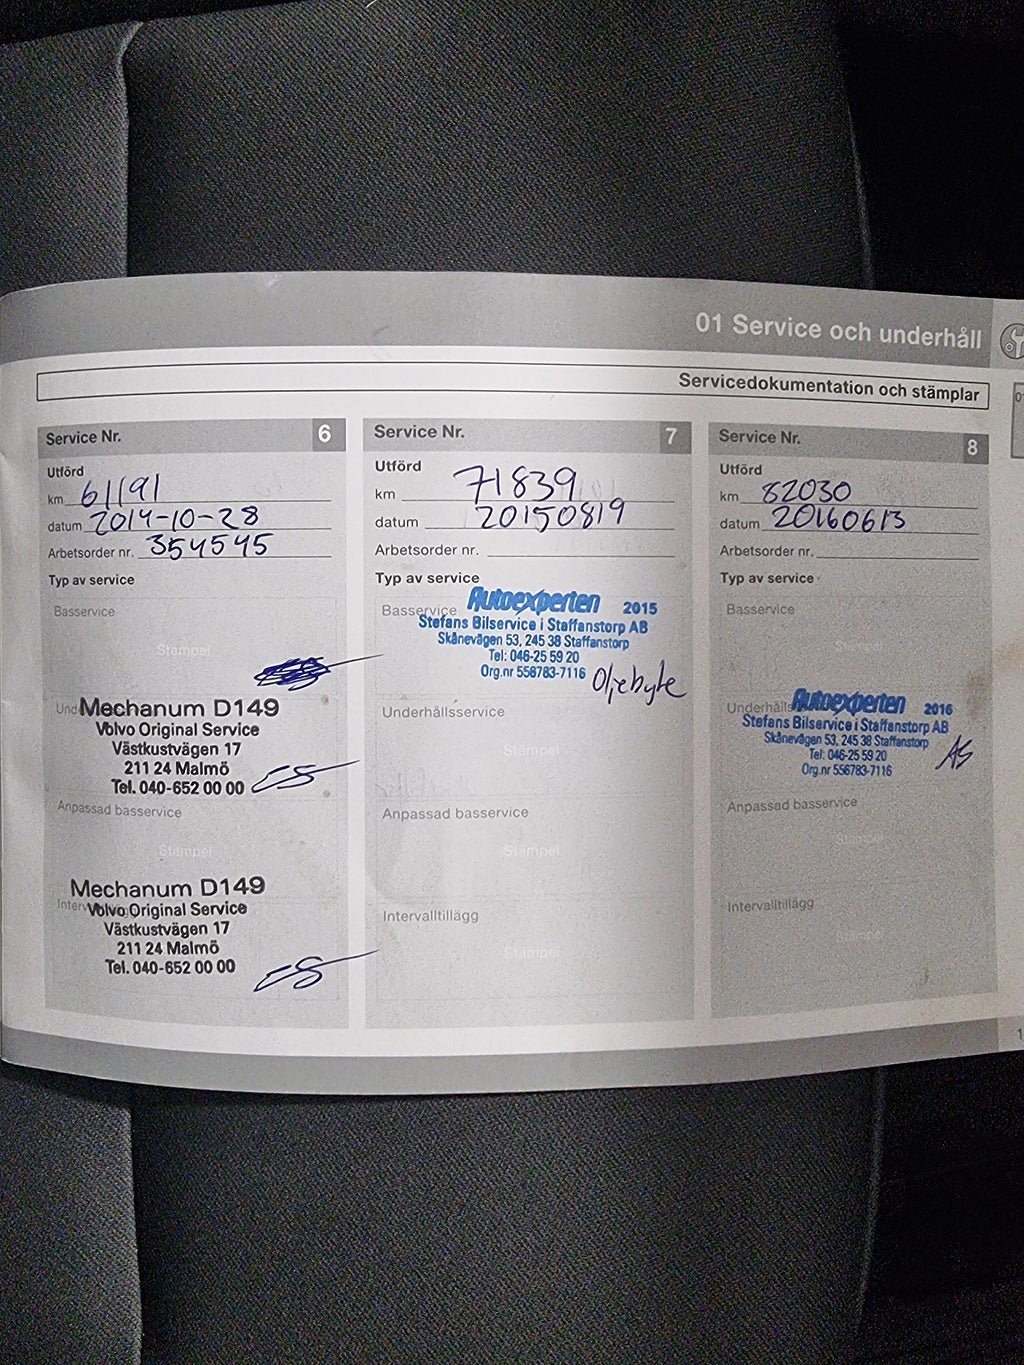 01 Service och underhåll
Servicedokumentation och stämplar
01
Service Nr. 6
Utförd
km 61191
datum 2014-10-28
Arbetsorder nr. 354545
Typ av service
Basservice
Stämpel
Mechanum D149
Volvo Original Service
Västkustvägen 17
211 24 Malmö
Tel. 040-652 00 00
Anpassad basservice
Stämpel
Mechanum D149
Volvo Original Service
Västkustvägen 17
211 24 Malmö
Tel. 040-652 00 00
Service Nr. 7
Utförd
km 71839
datum 20150819
Arbetsorder nr.
Typ av service
Basservice
Autoexperten 2015
Stefans Bilservice i Staffanstorp AB
Skånevägen 53, 245 38 Staffanstorp
Tel: 046-25 59 20
Org.nr 556783-7116
Oljebyte
Underhållsservice
Stämpel
Anpassad basservice
Stämpel
Intervalltillägg
Stämpel
Service Nr. 8
Utförd
km 82030
datum 20160613
Arbetsorder nr.
Typ av service
Basservice
Stämpel
Underhålls
Autoexperten 2016
Stefans Bilservice i Staffanstorp AB
Skånevägen 53, 245 38 Staffanstorp
Tel: 046-25 59 20
Org.nr 556783-7116
AS
Anpassad basservice
Stämpel
Intervalltillägg
Stämpel